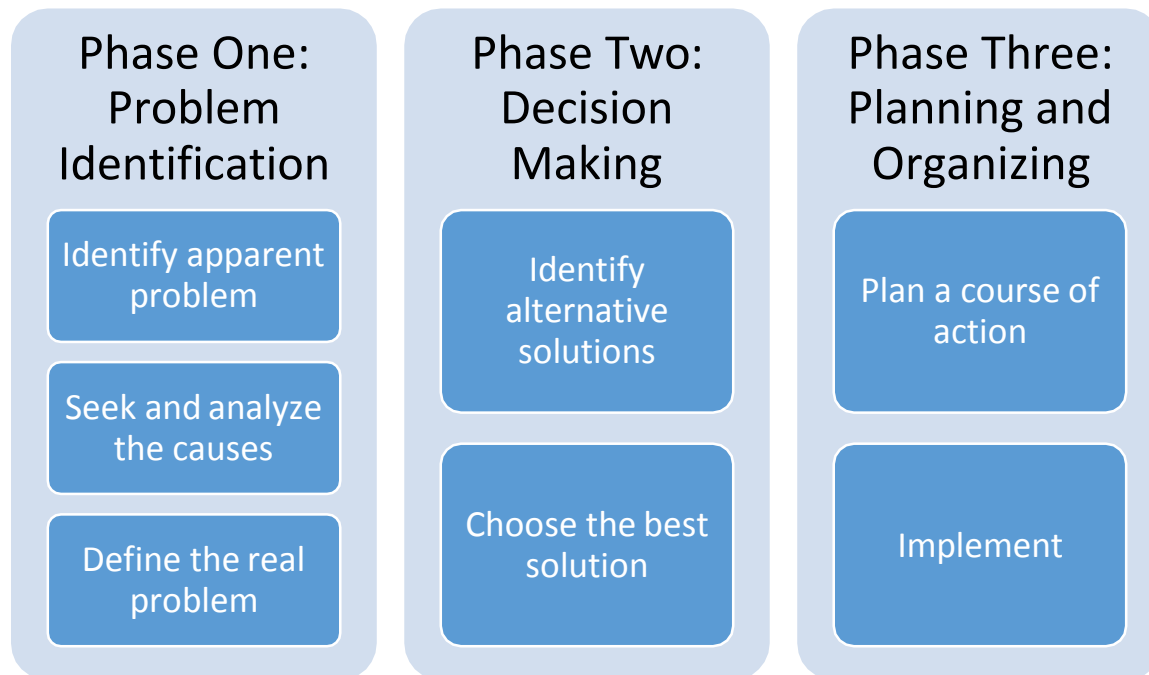 Phase One:
Problem
Identification
Identify apparent
problem
Seek and analyze
the causes
Define the real
problem
Phase Two:
Decision
Making
Identify
alternative
solutions
Choose the best
solution
Phase Three:
Planning and
Organizing
Plan a course of
action
Implement